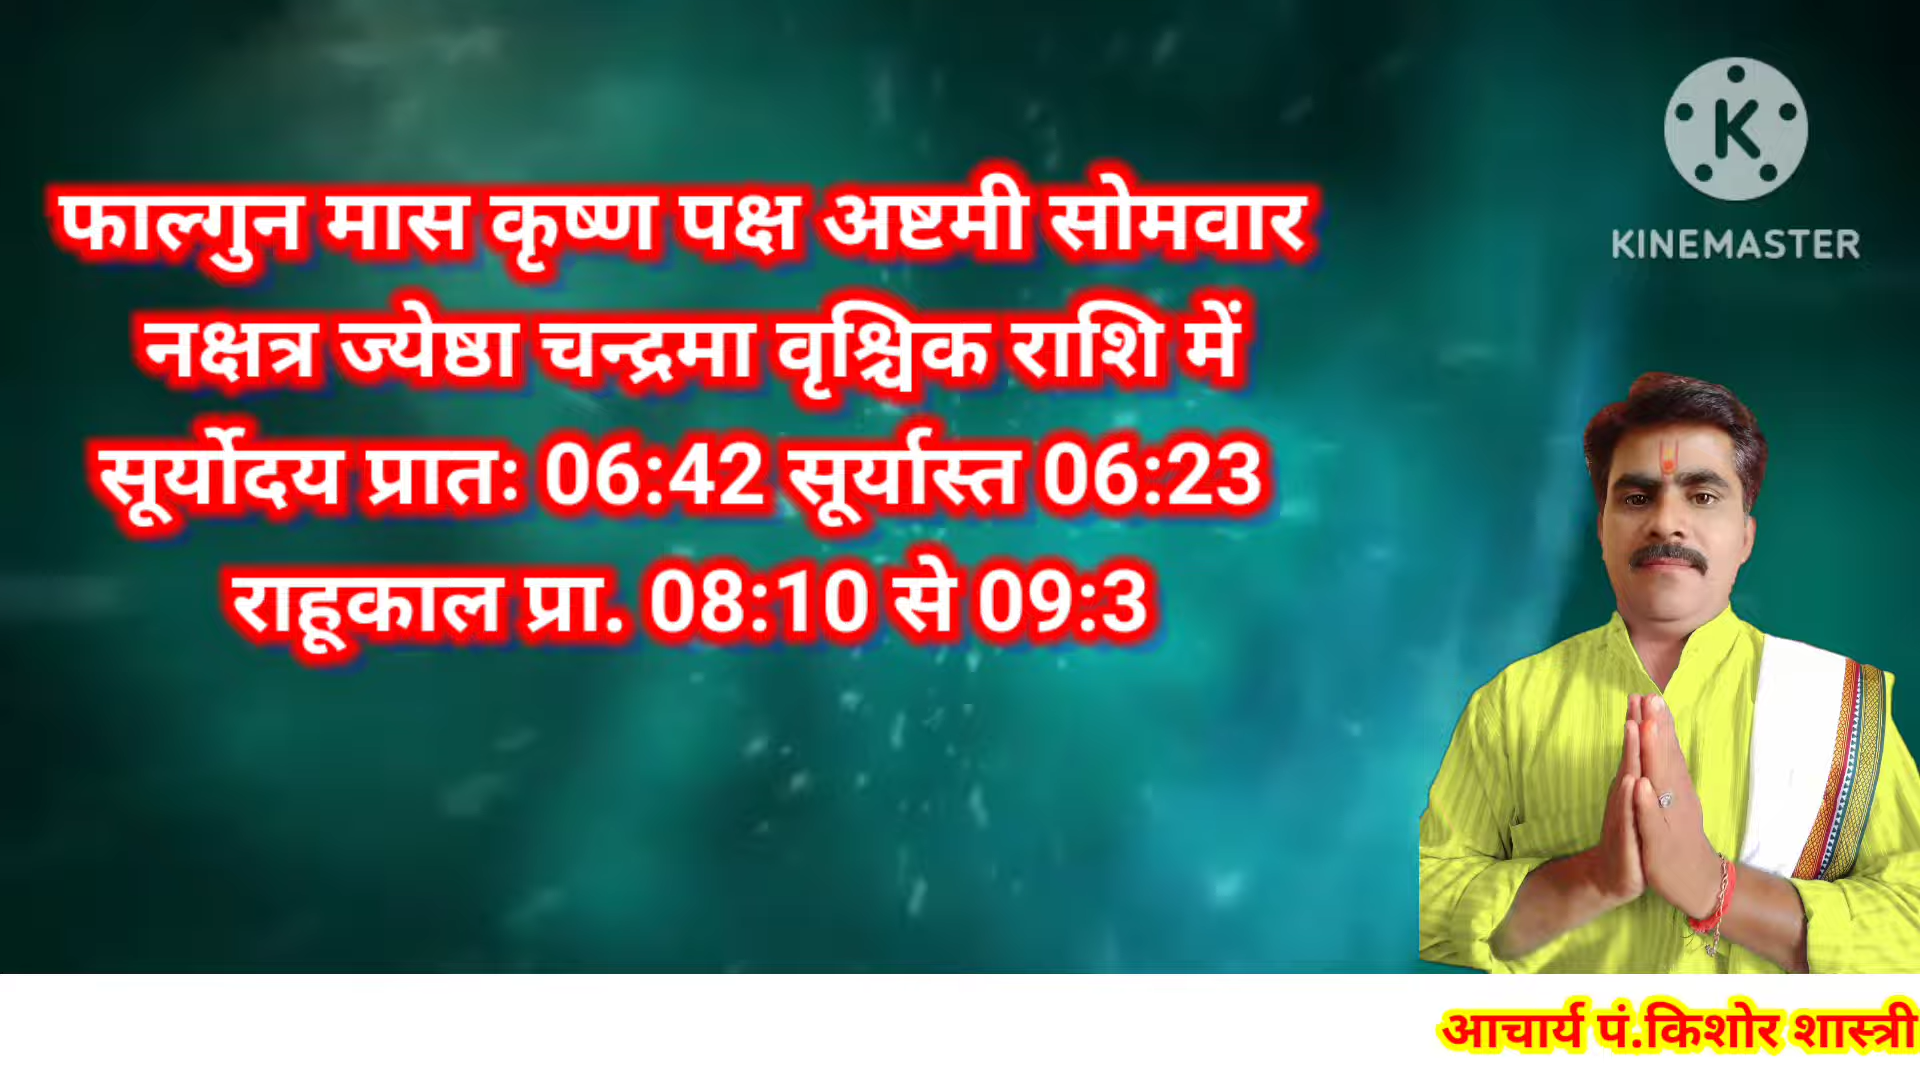 फाल्गुन मास कृष्ण पक्ष अष्टमी सोमवार
नक्षत्र ज्येष्ठा चन्द्रमा वृश्चिक राशि में
सूर्योदय प्रातः 06:42 सूर्यास्त 06:23
राहूकाल प्रा. 08:10 से 09:3
K
KINEMASTER
आचार्य पं.किशोर शास्त्री